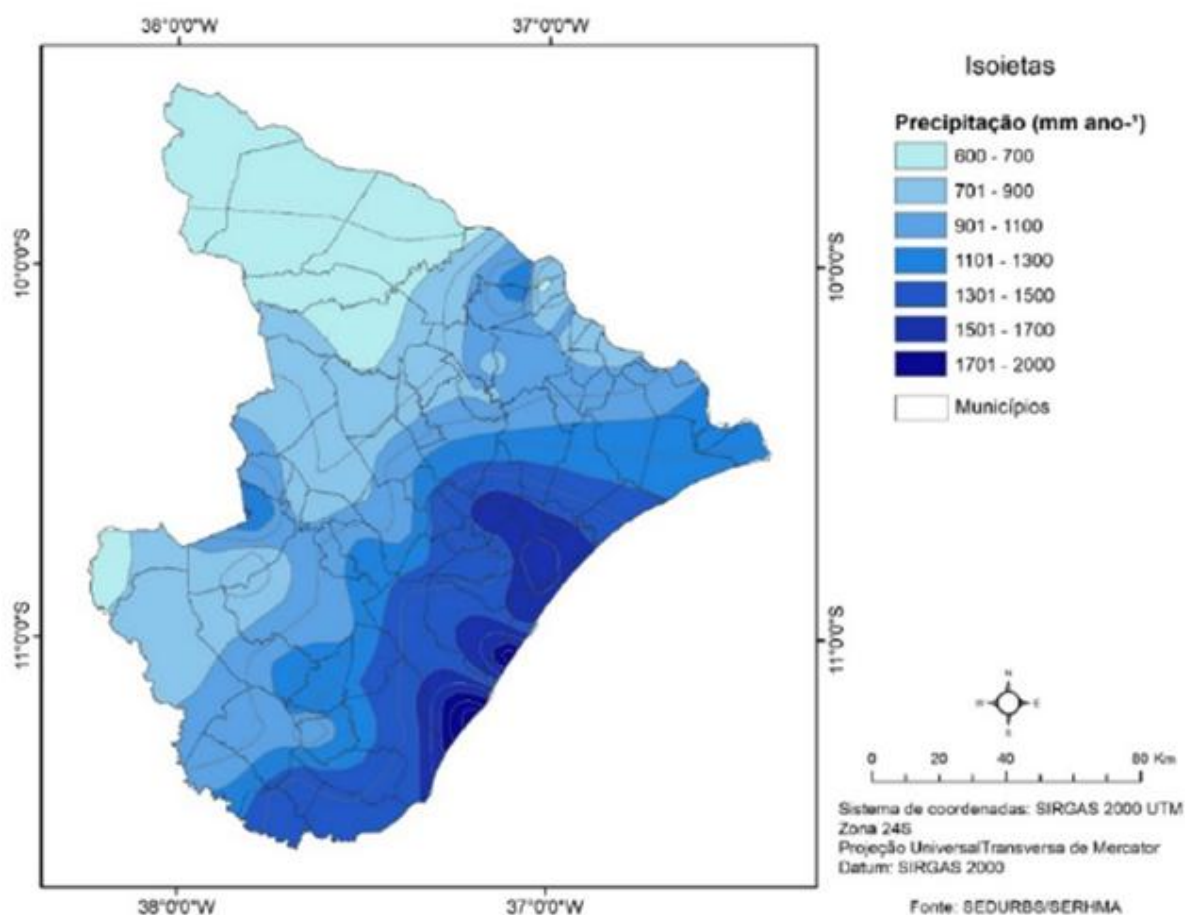 38°0'0"W
37°0'0"W
10°0'0"S
10°0'0"S
11°0'0"S
11°0'0"S
38°0'0"W
37°0'0"W
Isoietas
Precipitação (mm ano-¹)
600 - 700
701 - 900
901 - 1100
1101 - 1300
1301 - 1500
1501 - 1700
1701 - 2000
Municípios
N
W
E
S
0 20 40 80 Km
Sistema de coordenadas: SIRGAS 2000 UTM
Zona 24S
Projeção UniversalTransversa de Mercator
Datum: SIRGAS 2000
Fonte: SEDURBS/SERHMA